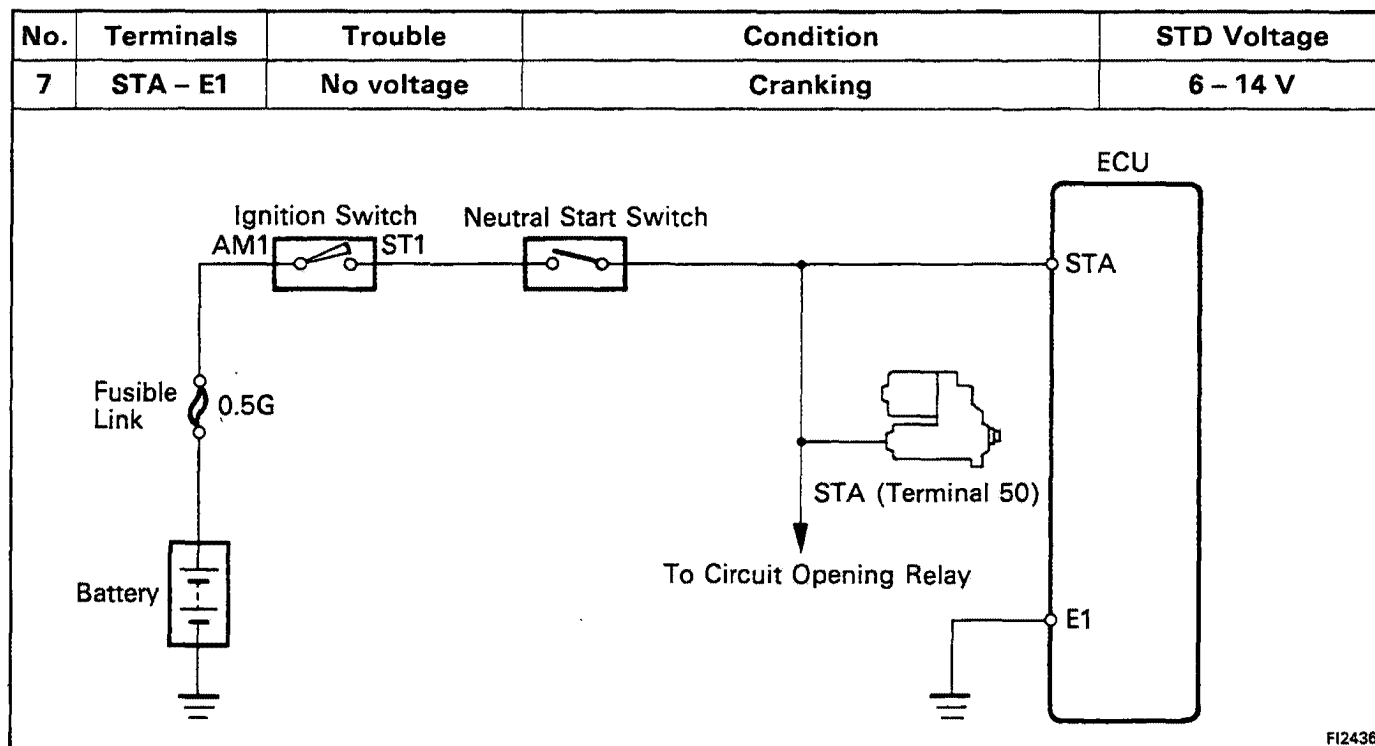 No. Terminals Trouble Condition STD Voltage
7 STA – E1 No voltage Cranking 6 – 14 V
ECU
Ignition Switch Neutral Start Switch
AM1 ST1
STA
Fusible
Link
0.5G
STA (Terminal 50)
To Circuit Opening Relay
Battery
E1
FI2436